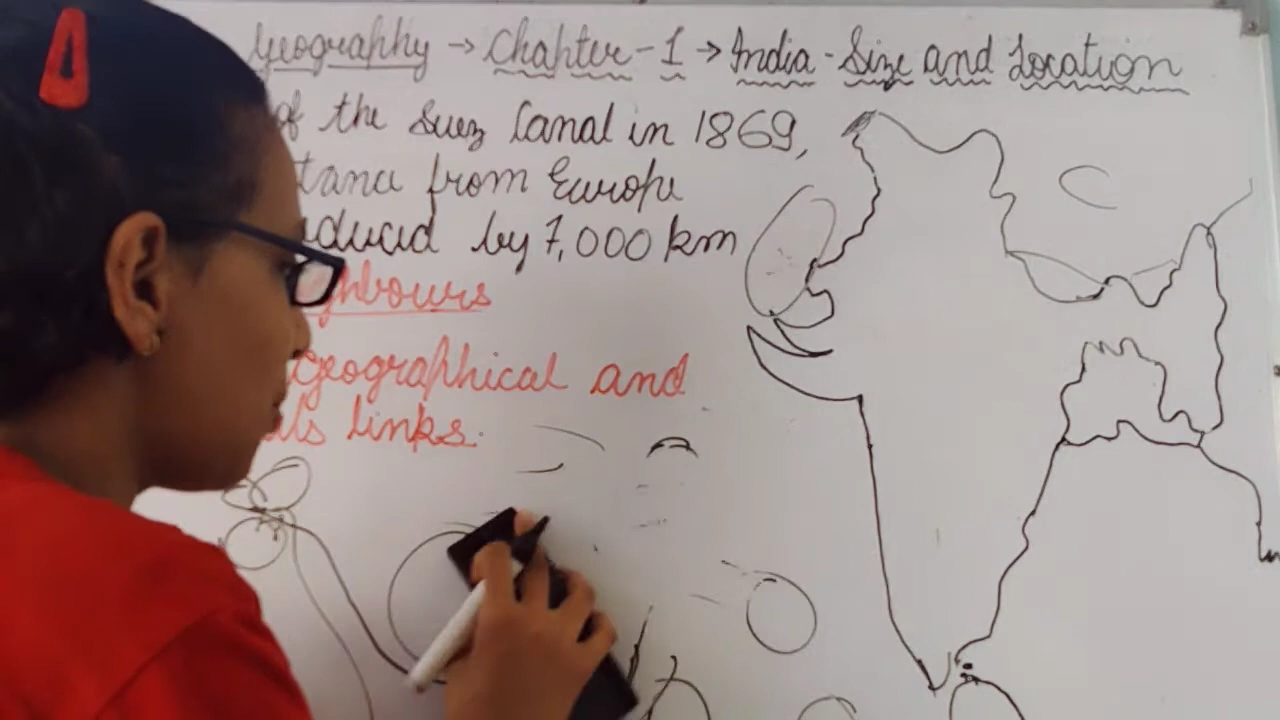 Geography → Chapter-1 → India-Size and Location
of the Suez Canal in 1869,
tance from Europe
duced by 7,000 km
ghbours
Geographical and
links.